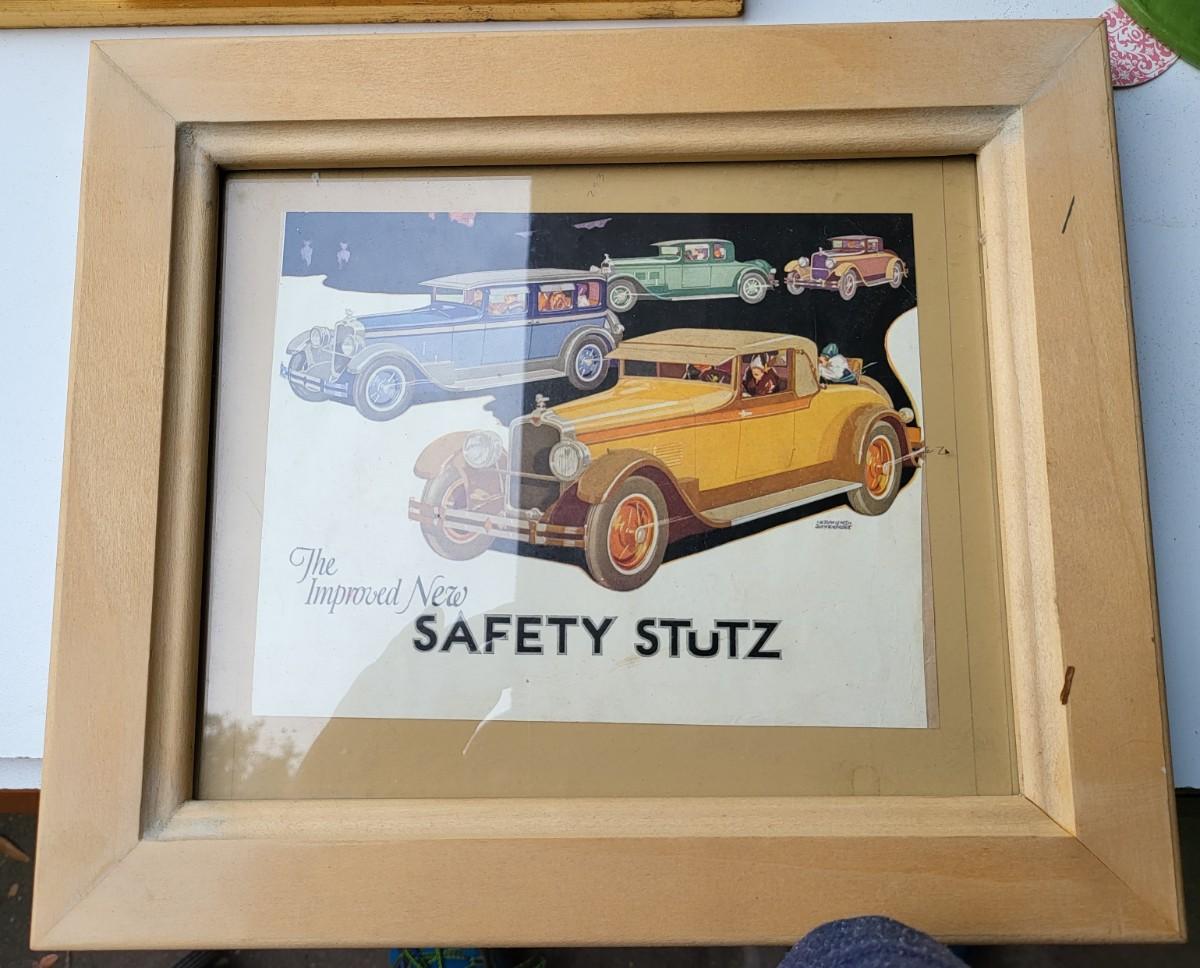 The
Improved New
SAFETY STUTZ